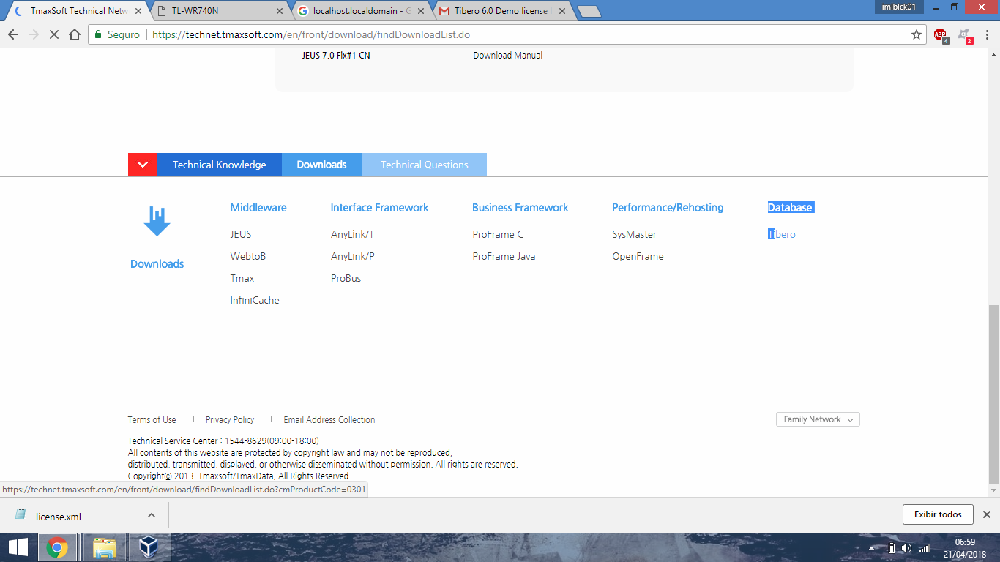 imlblck01
TmaxSoft Technical Netw
TL-WR740N
localhost.localdomain - G
Tibero 6.0 Demo license
Seguro
https://technet.tmaxsoft.com/en/front/download/findDownloadList.do
ABP
4
2
JEUS 7.0 Fix#1 CN Download Manual
Technical Knowledge Downloads Technical Questions
Downloads
Middleware
JEUS
WebtoB
Tmax
InfiniCache
Interface Framework
AnyLink/T
AnyLink/P
ProBus
Business Framework
ProFrame C
ProFrame Java
Performance/Rehosting
SysMaster
OpenFrame
Database
Tibero
Terms of Use | Privacy Policy | Email Address Collection
Family Network
Technical Service Center : 1544-8629(09:00-18:00)
All contents of this website are protected by copyright law and may not be reproduced,
distributed, transmitted, displayed, or otherwise disseminated without permission. All rights are reserved.
Copyright© 2013. Tmaxsoft/TmaxData, All Rights Reserved.
https://technet.tmaxsoft.com/en/front/download/findDownloadList.do?cmProductCode=0301
license.xml
Exibir todos
06:59
21/04/2018